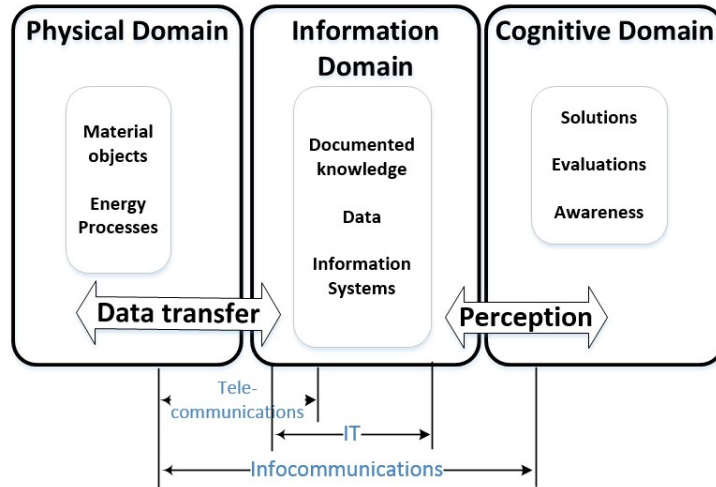 Physical Domain
Material
objects
Energy
Processes
Information
Domain
Documented
knowledge
Data
Information
Systems
Cognitive Domain
Solutions
Evaluations
Awareness
Data transfer
Perception
Tele-
communications
IT
Infocommunications